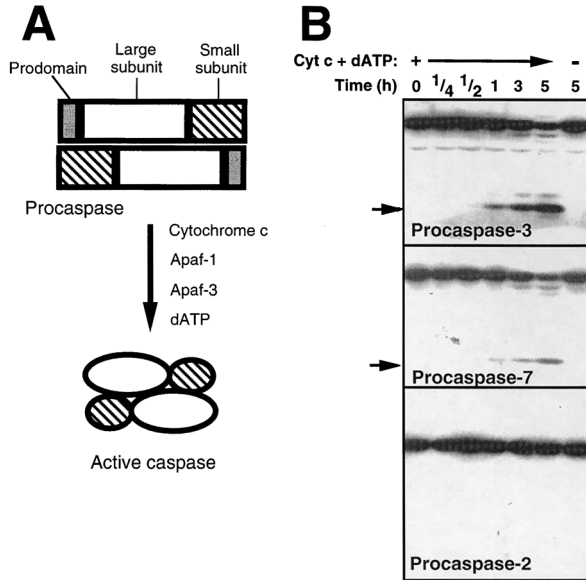 A
Large subunit
Small subunit
Prodomain
Procaspase
Cytochrome c
Apaf-1
Apaf-3
dATP
Active caspase
B
Cyt c + dATP: + -
Time (h) 0 1/4 1/2 1 3 5 5
Procaspase-3
Procaspase-7
Procaspase-2